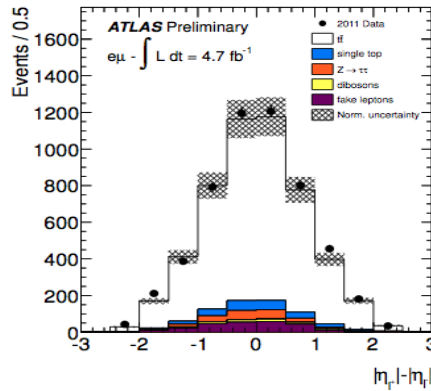 1600
1400
1200
1000
800
600
400
200
0
Events / 0.5
ATLAS Preliminary
eμ - ∫ L dt = 4.7 fb⁻¹
2011 Data
tt̄
single top
Z → ττ
dibosons
fake leptons
Norm. uncertainty
-3 -2 -1 0 1 2 3